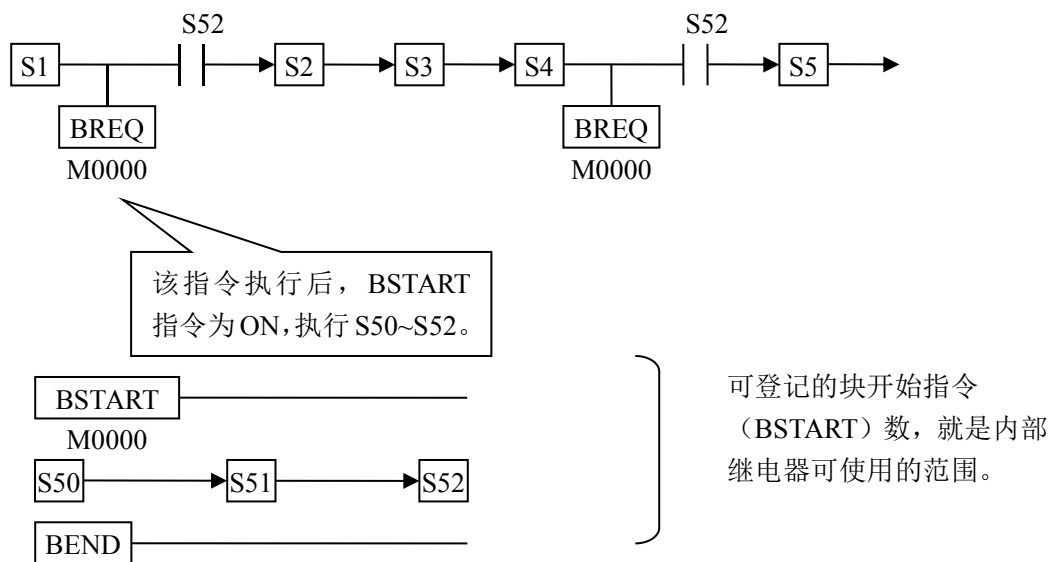 S52 S52
S1 S2 S3 S4 S5
BREQ BREQ
M0000 M0000
该指令执行后，BSTART
指令为ON,执行S50~S52。
BSTART
M0000
S50 S51 S52
BEND
可登记的块开始指令
（BSTART）数，就是内部
继电器可使用的范围。